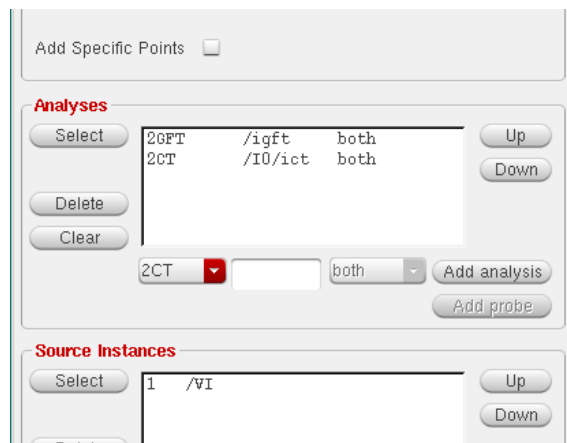 Add Specific Points
Analyses
Select
2GFT /igft both
2CT /I0/ict both
Up
Down
Delete
Clear
2CT both Add analysis
Add probe
Source Instances
Select
1 /VI
Up
Down